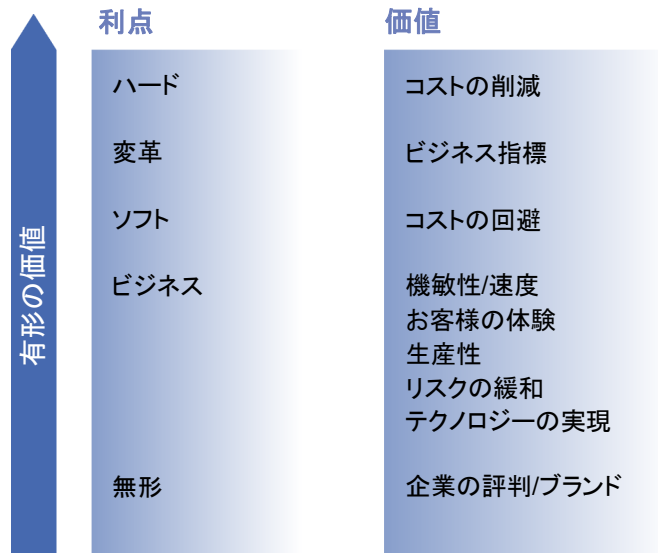 利点
価値
ハード
コストの削減
変革
ビジネス指標
ソフト
コストの回避
ビジネス
機敏性/速度
お客様の体験
生産性
リスクの緩和
テクノロジーの実現
無形
企業の評判/ブランド
有形の価値